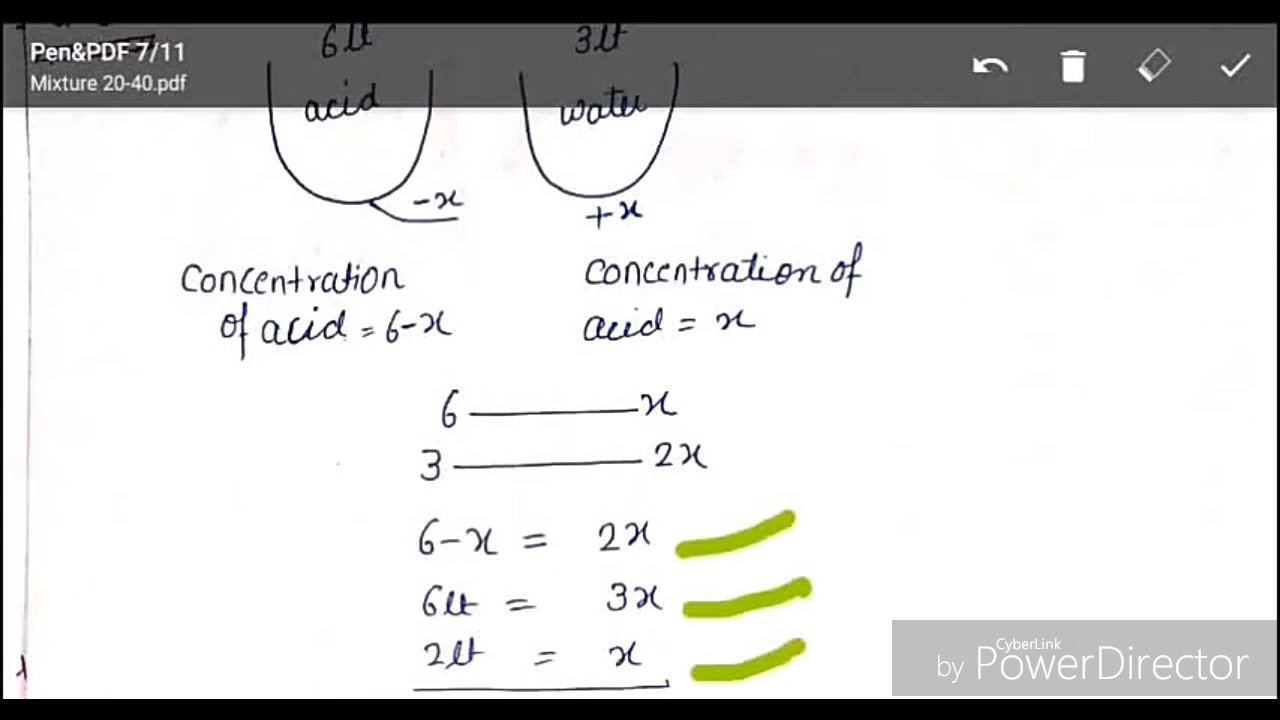 Pen&PDF 7/11
Mixture 20-40.pdf
6lt 3lt
acid water
-x +x
Concentration
of acid = 6-x
Concentration of
acid = x
6 x
3 2x
6-x = 2x
6lt = 3x
2lt = x
CyberLink
by PowerDirector